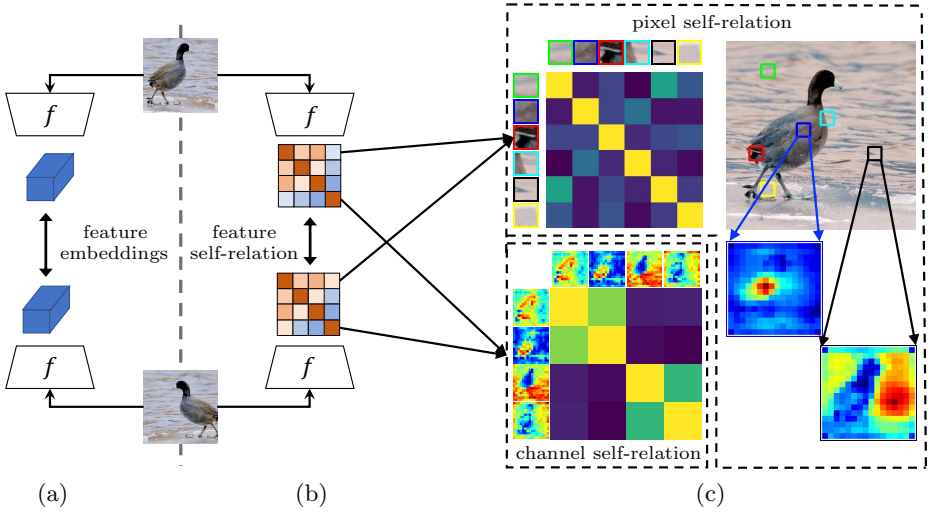 pixel self-relation
f
f
feature
embeddings
feature
self-relation
f
f
channel self-relation
(a)
(b)
(c)